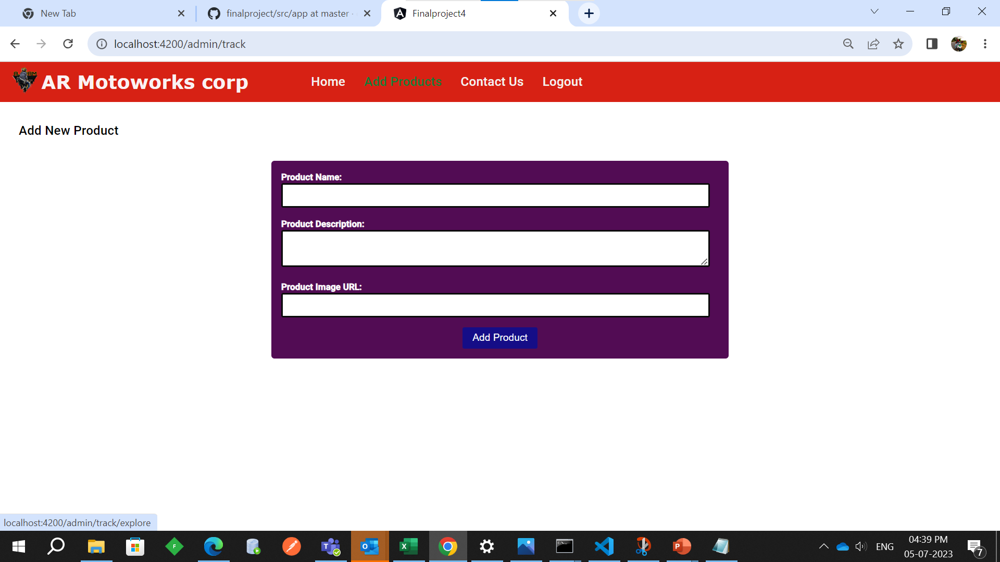 New Tab
finalproject/src/app at master ·
Finalproject4
localhost:4200/admin/track
AR Motoworks corp
Home
Add Products
Contact Us
Logout
Add New Product
Product Name:
Product Description:
Product Image URL:
Add Product
localhost:4200/admin/track/explore
ENG
04:39 PM
05-07-2023
7